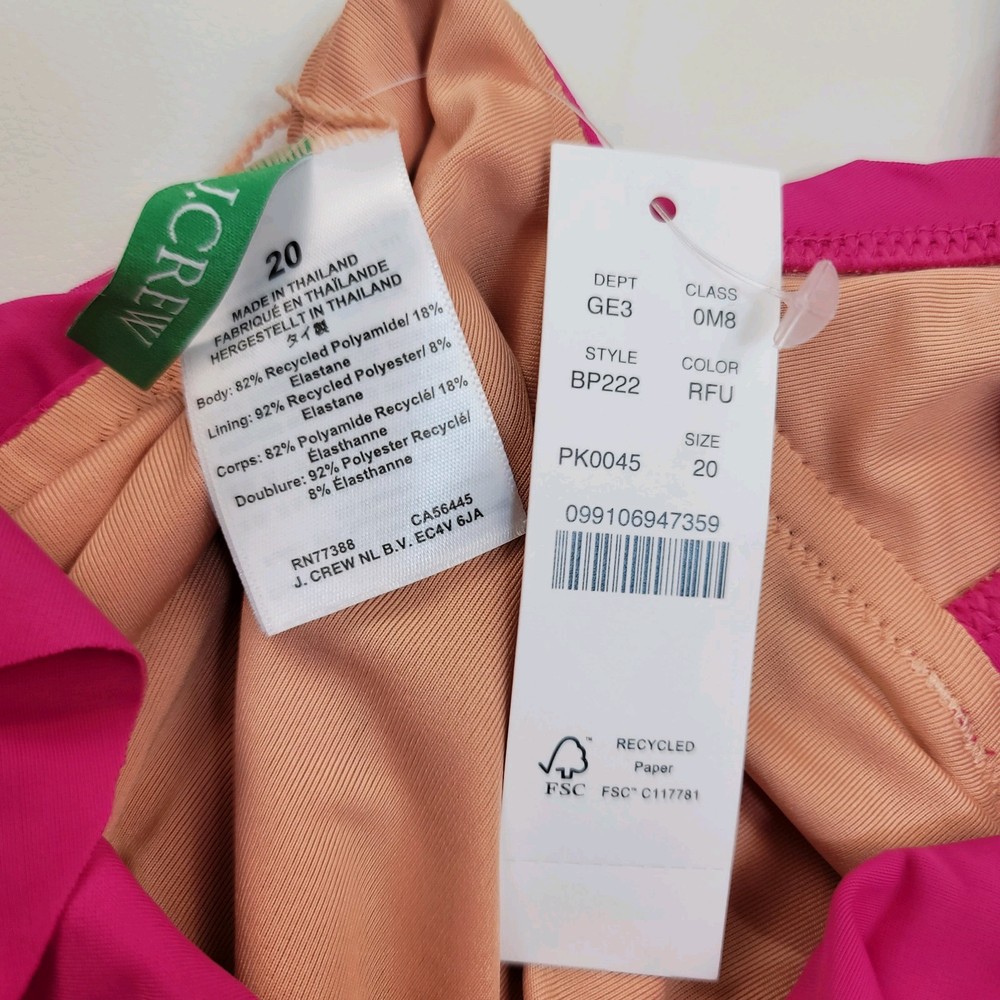 J.CREW
20
MADE IN THAILAND
FABRIQUÉ EN THAÏLANDE
HERGESTELLT IN THAILAND
タイ製
Body: 82% Recycled Polyamide/ 18%
Elastane
Lining: 92% Recycled Polyester/ 8%
Elastane
Corps: 82% Polyamide Recyclé/ 18%
Élasthanne
Doublure: 92% Polyester Recyclé/
8% Élasthanne
CA56445
RN77388
J. CREW NL B.V. EC4V 6JA
DEPT
GE3
CLASS
0M8
STYLE
BP222
COLOR
RFU
PK0045
SIZE
20
099106947359
FSC™
RECYCLED
Paper
FSC™ C117781